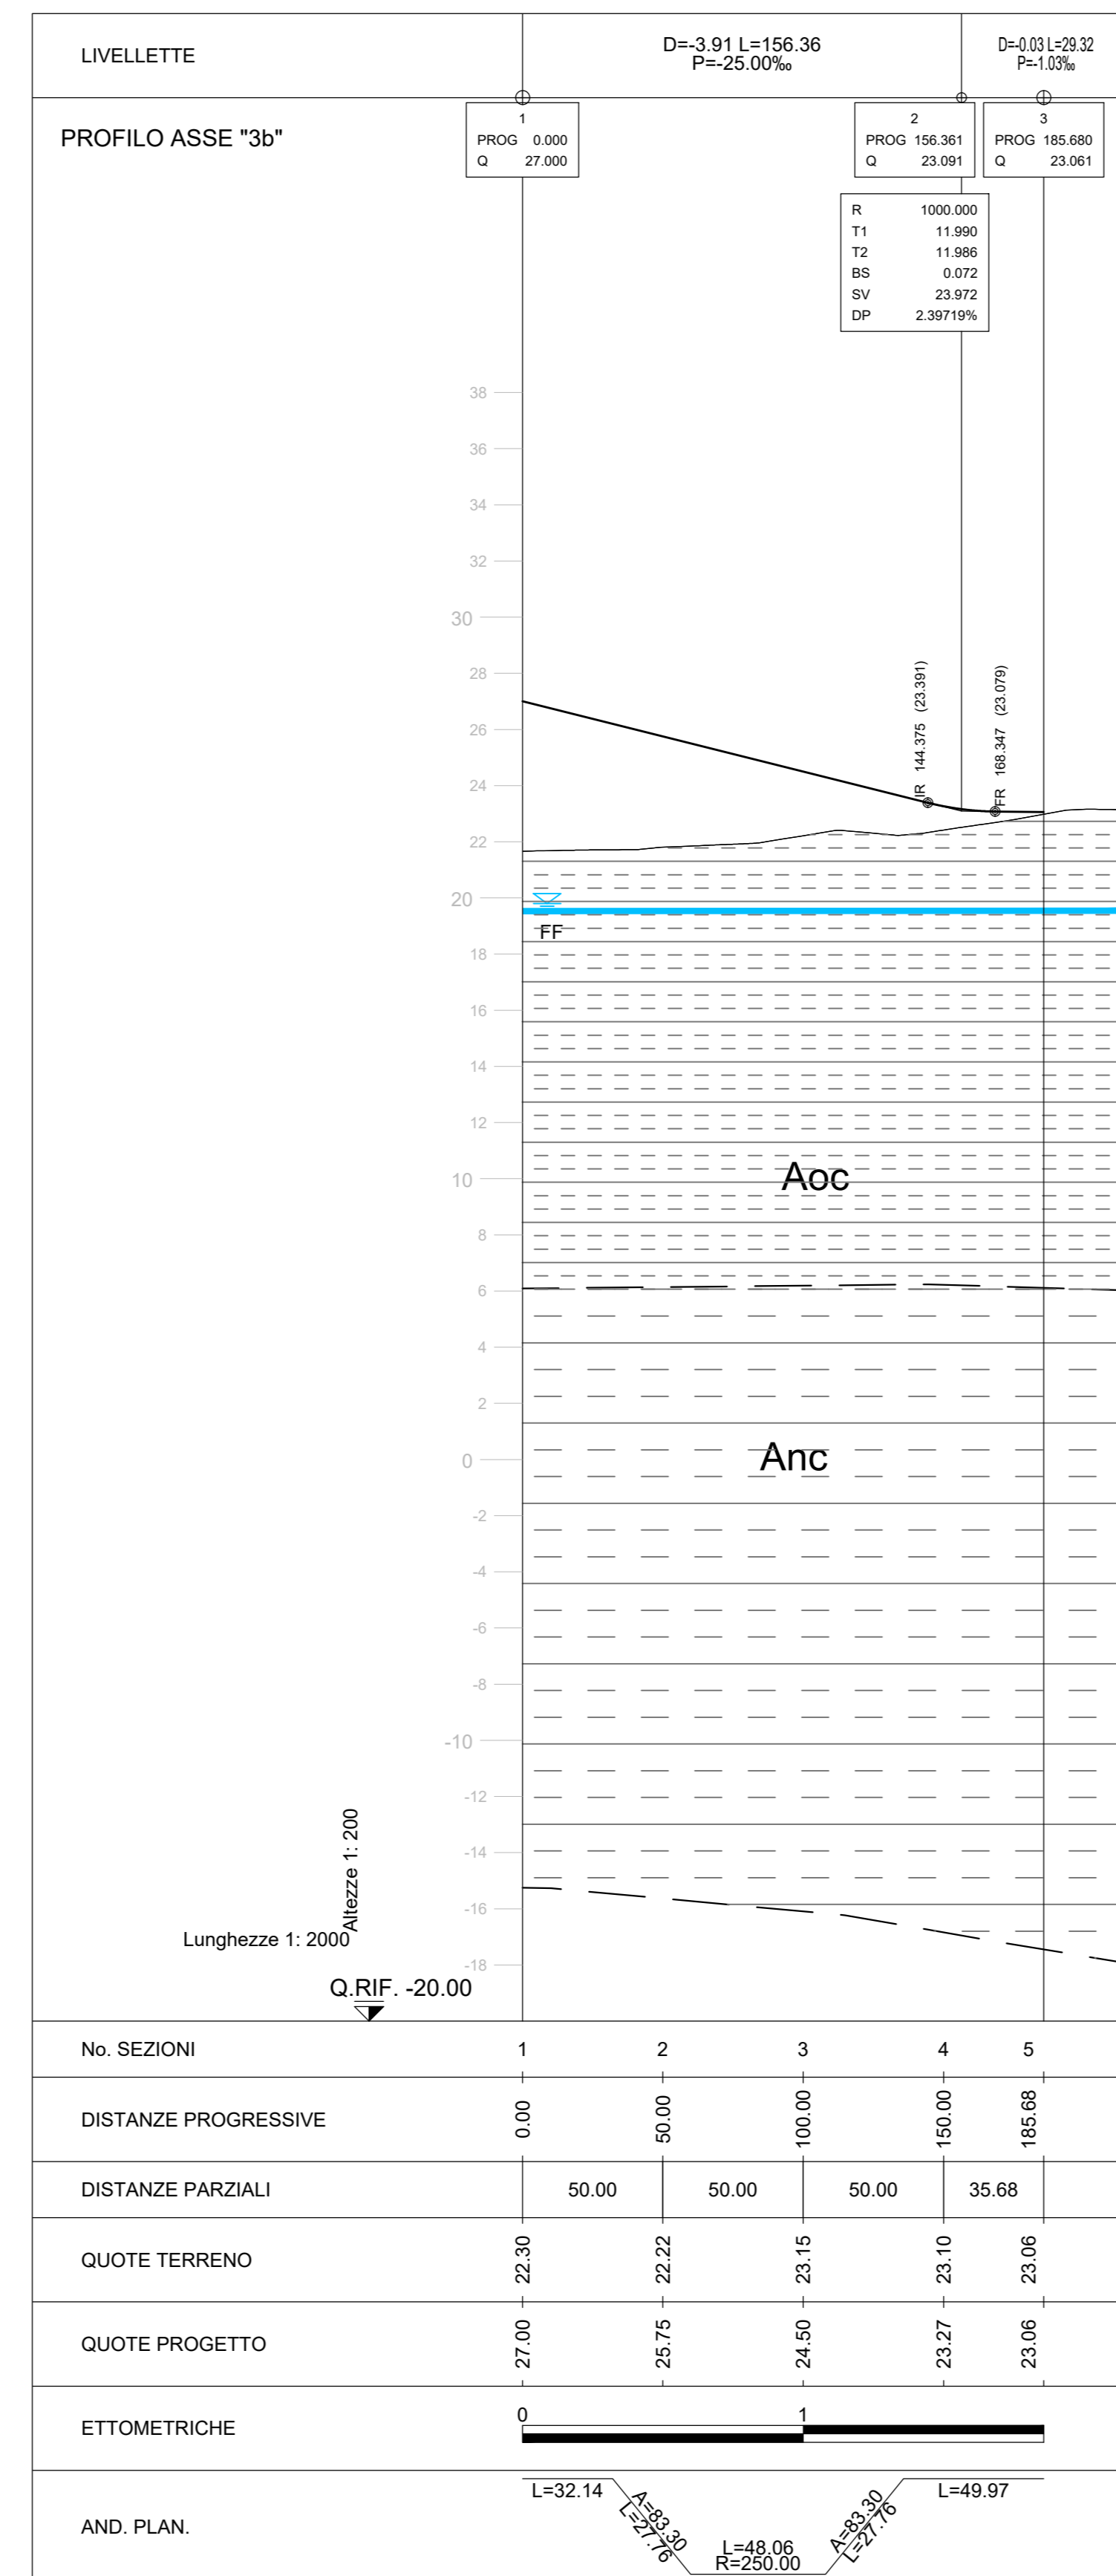 LIVELLETTE
D=-3.91 L=156.36
P=-25.00‰
D=-0.03 L=29.32
P=-1.03‰
PROFILO ASSE "3b"
1
PROG 0.000
Q 27.000
2
PROG 156.361
Q 23.091
3
PROG 185.680
Q 23.061
R 1000.000
T1 11.990
T2 11.986
BS 0.072
SV 23.972
DP 2.39719%
38
36
34
32
30
28
26
24
22
20
18
16
14
12
10
8
6
4
2
0
-2
-4
-6
-8
-10
-12
-14
-16
-18
IR 144.375 (23.391)
FR 168.347 (23.079)
FF
Aoc
Anc
Altezze 1: 200
Lunghezze 1: 2000
Q.RIF. -20.00
No. SEZIONI 1 2 3 4 5
DISTANZE PROGRESSIVE 0.00 50.00 100.00 150.00 185.68
DISTANZE PARZIALI 50.00 50.00 50.00 35.68
QUOTE TERRENO 22.30 22.22 23.15 23.10 23.06
QUOTE PROGETTO 27.00 25.75 24.50 23.27 23.06
ETTOMETRICHE 0 1
AND. PLAN.
L=32.14
A=83.30
L=27.76
L=48.06
R=250.00
A=83.30
L=27.76
L=49.97